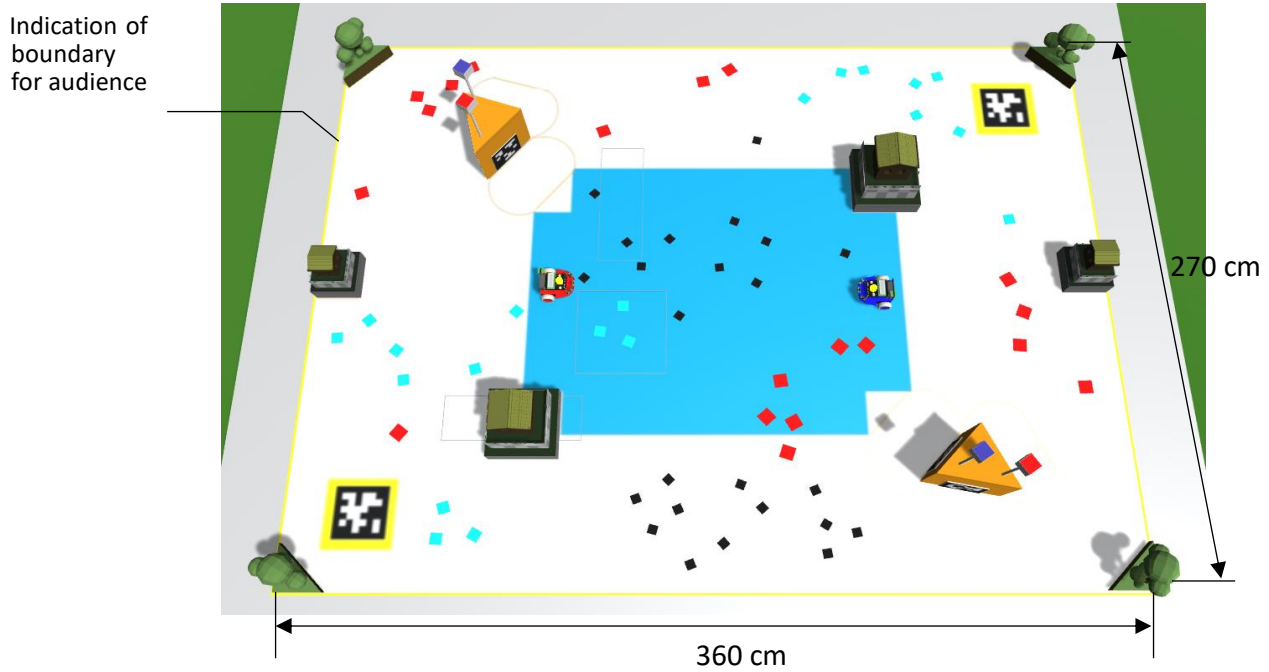 Indication of
boundary
for audience
270 cm
360 cm